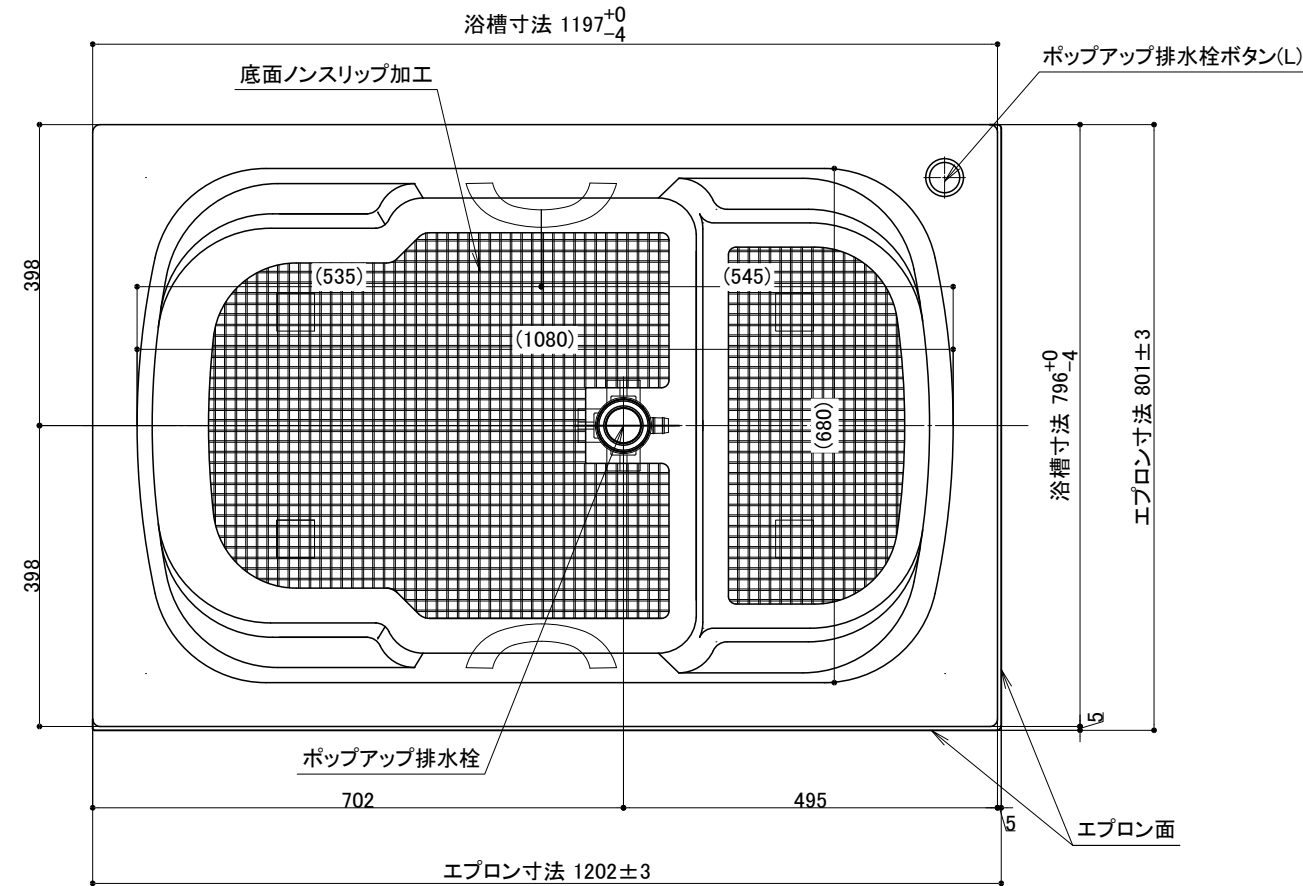 浴槽寸法 1197+0 -4
ポップアップ排水栓ボタン(L)
底面ノンスリップ加工
398
(535)
(545)
(1080)
(680)
浴槽寸法 796+0 -4
エプロン寸法 801±3
398
5
ポップアップ排水栓
702
495
5
エプロン面
エプロン寸法 1202±3